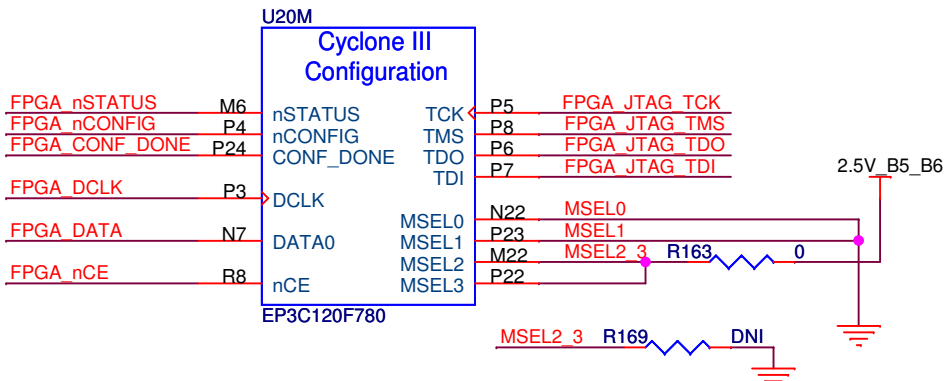 U20M
Cyclone III
Configuration
FPGA_nSTATUS M6 nSTATUS TCK P5 FPGA_JTAG_TCK
FPGA_nCONFIG P4 nCONFIG TMS P8 FPGA_JTAG_TMS
FPGA_CONF_DONE P24 CONF_DONE TDO P6 FPGA_JTAG_TDO
TDI P7 FPGA_JTAG_TDI
2.5V_B5_B6
FPGA_DCLK P3 DCLK
MSEL0 N22 MSEL0
FPGA_DATA N7 DATA0 MSEL1 P23 MSEL1
MSEL2 M22 MSEL2_3 R163 0
FPGA_nCE R8 nCE MSEL3 P22
EP3C120F780
MSEL2_3 R169 DNI